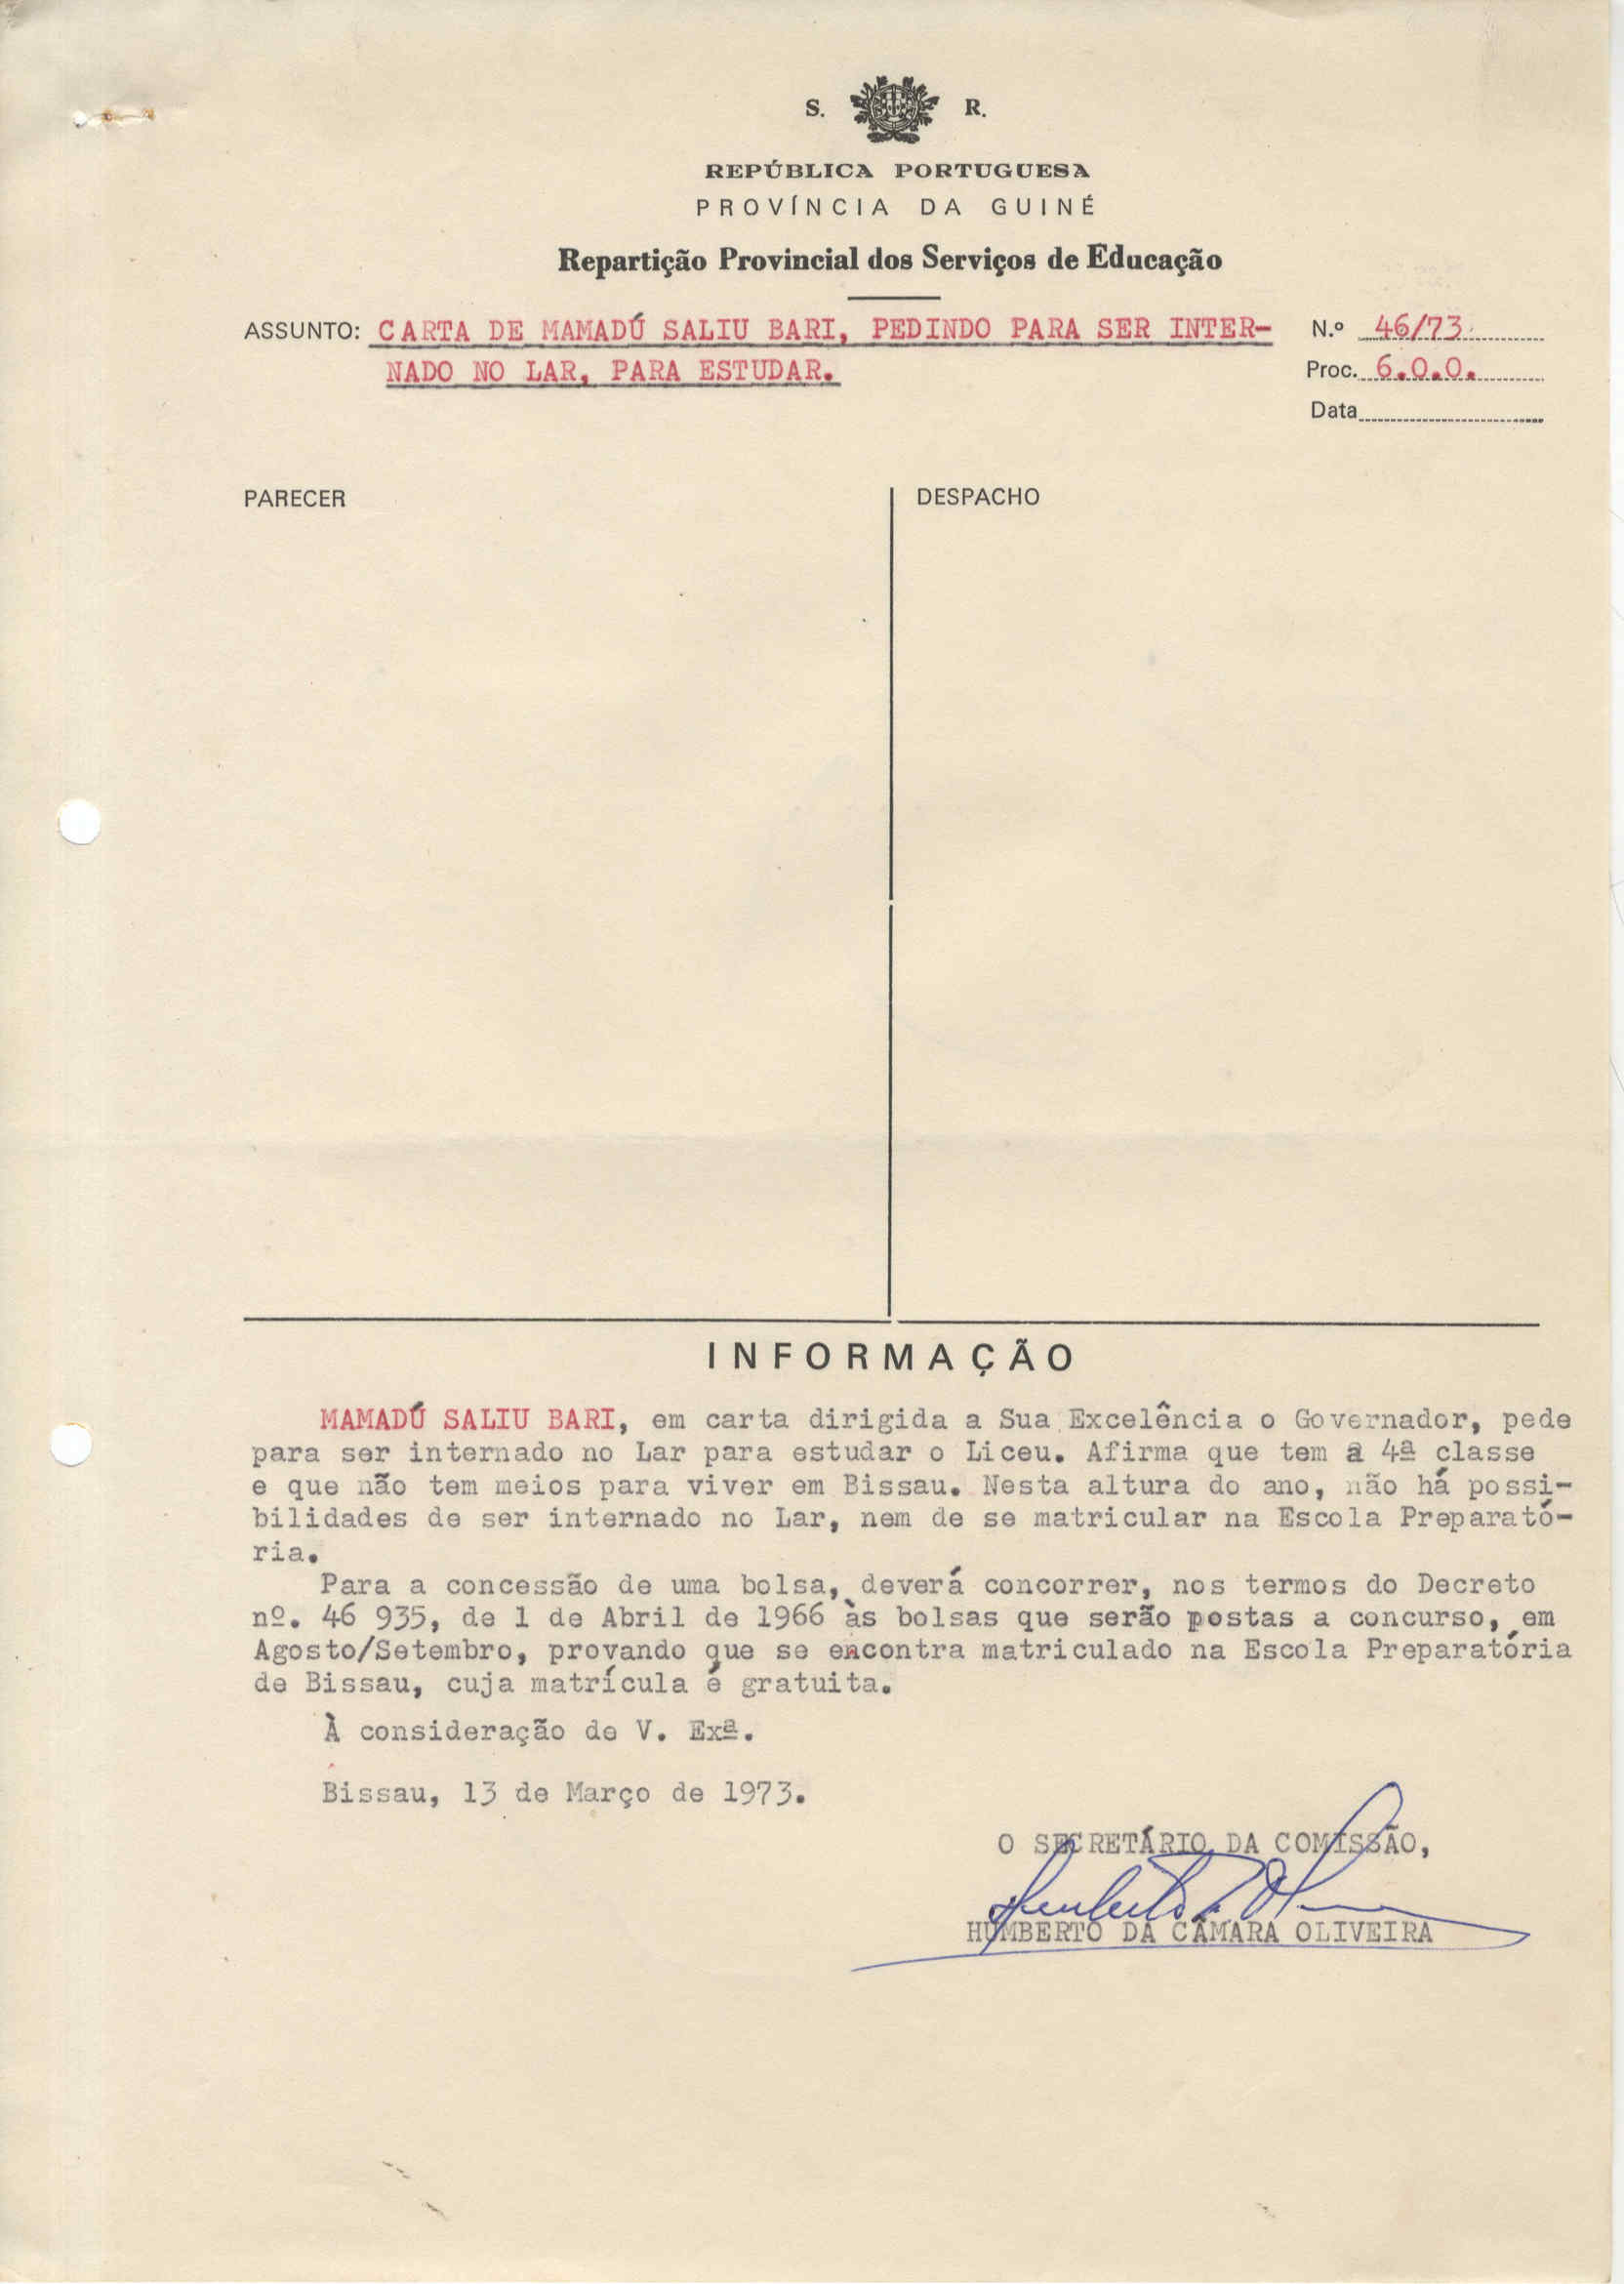 S. R.
REPÚBLICA PORTUGUESA
PROVÍNCIA DA GUINÉ
Repartição Provincial dos Serviços de Educação
ASSUNTO: CARTA DE MAMADÚ SALIU BARI, PEDINDO PARA SER INTER-
NADO NO LAR, PARA ESTUDAR.
N.º 46/73
Proc. 6.0.0.
Data
PARECER
DESPACHO
INFORMAÇÃO
MAMADÚ SALIU BARI, em carta dirigida a Sua Excelência o Governador, pede
para ser internado no Lar para estudar o Liceu. Afirma que tem a 4ª classe
e que não tem meios para viver em Bissau. Nesta altura do ano, não há possi-
bilidades de ser internado no Lar, nem de se matricular na Escola Preparató-
ria.
Para a concessão de uma bolsa, deverá concorrer, nos termos do Decreto
nº. 46 935, de 1 de Abril de 1966 às bolsas que serão postas a concurso, em
Agosto/Setembro, provando que se encontra matriculado na Escola Preparatória
de Bissau, cuja matrícula é gratuita.
À consideração de V. Exª.
Bissau, 13 de Março de 1973.
O SECRETÁRIO DA COMISSÃO,
HUMBERTO DA CÂMARA OLIVEIRA